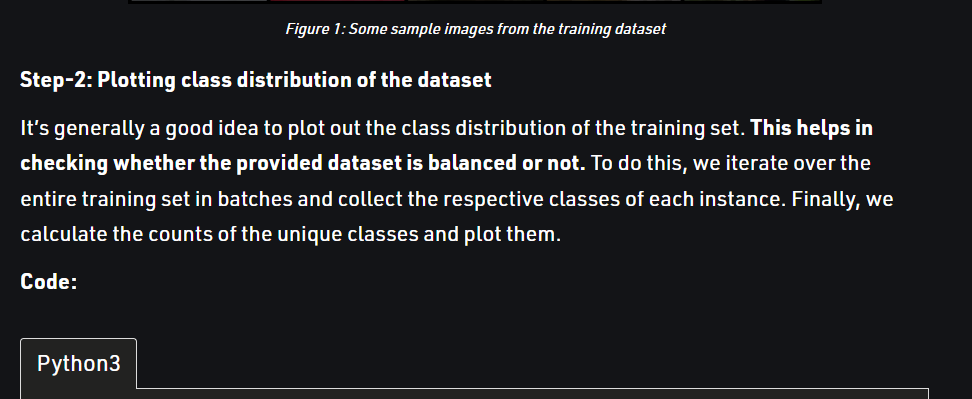 Figure 1: Some sample images from the training dataset
Step-2: Plotting class distribution of the dataset
It's generally a good idea to plot out the class distribution of the training set. This helps in
checking whether the provided dataset is balanced or not. To do this, we iterate over the
entire training set in batches and collect the respective classes of each instance. Finally, we
calculate the counts of the unique classes and plot them.
Code:
Python3